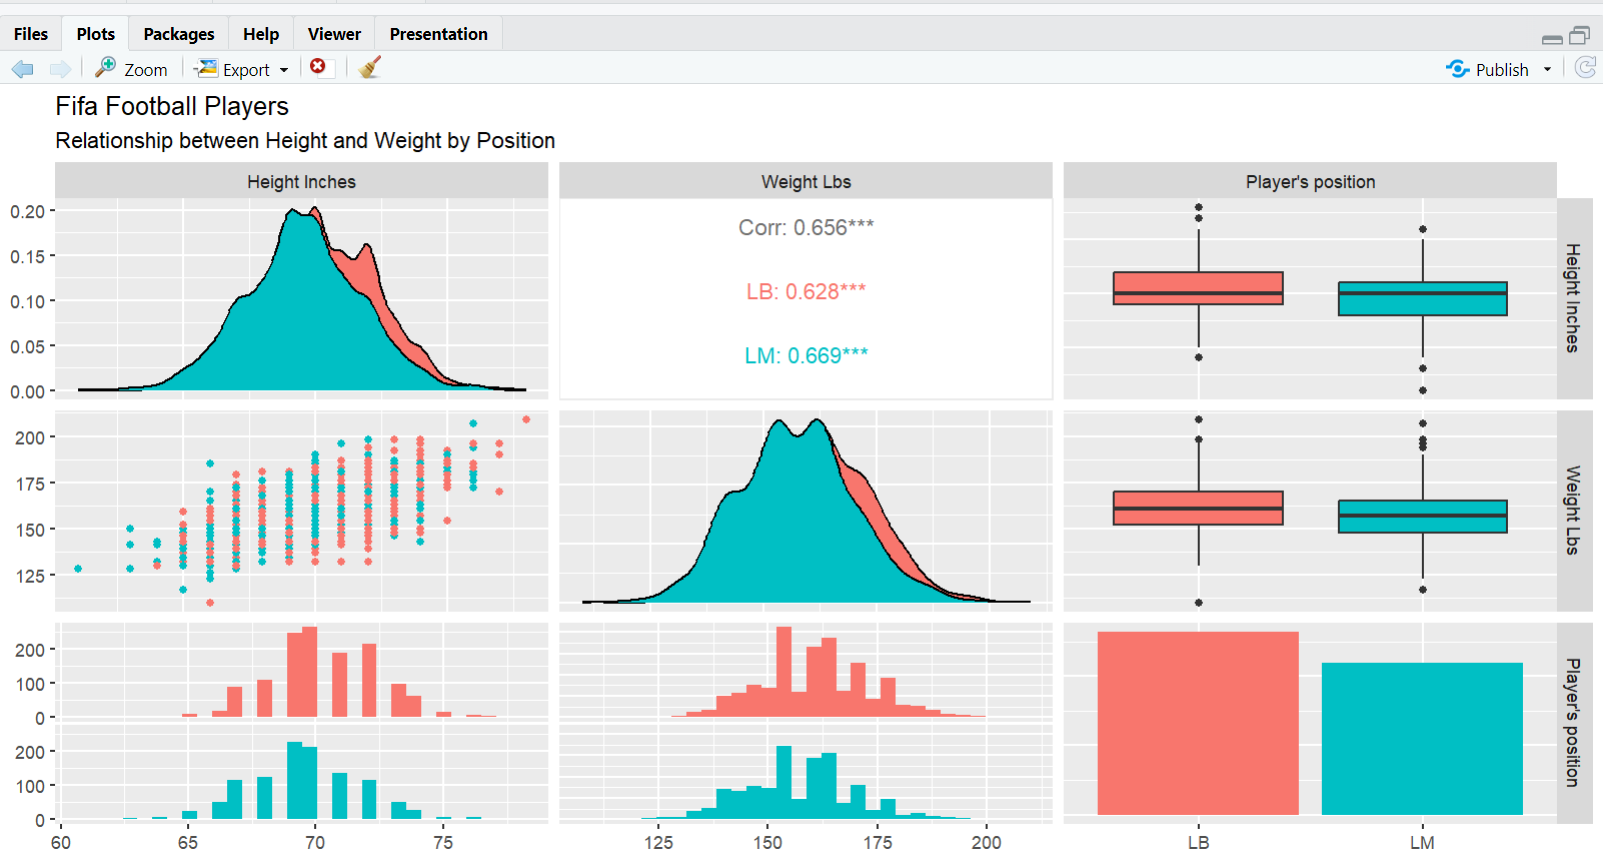 Files Plots Packages Help Viewer Presentation
Zoom Export Publish
Fifa Football Players
Relationship between Height and Weight by Position
Height Inches Weight Lbs Player's position
0.20
0.15
0.10
0.05
0.00
Corr: 0.656***
LB: 0.628***
LM: 0.669***
Height Inches
200
175
150
125
Weight Lbs
200
100
0
200
100
0
Player's position
60 65 70 75 125 150 175 200 LB LM